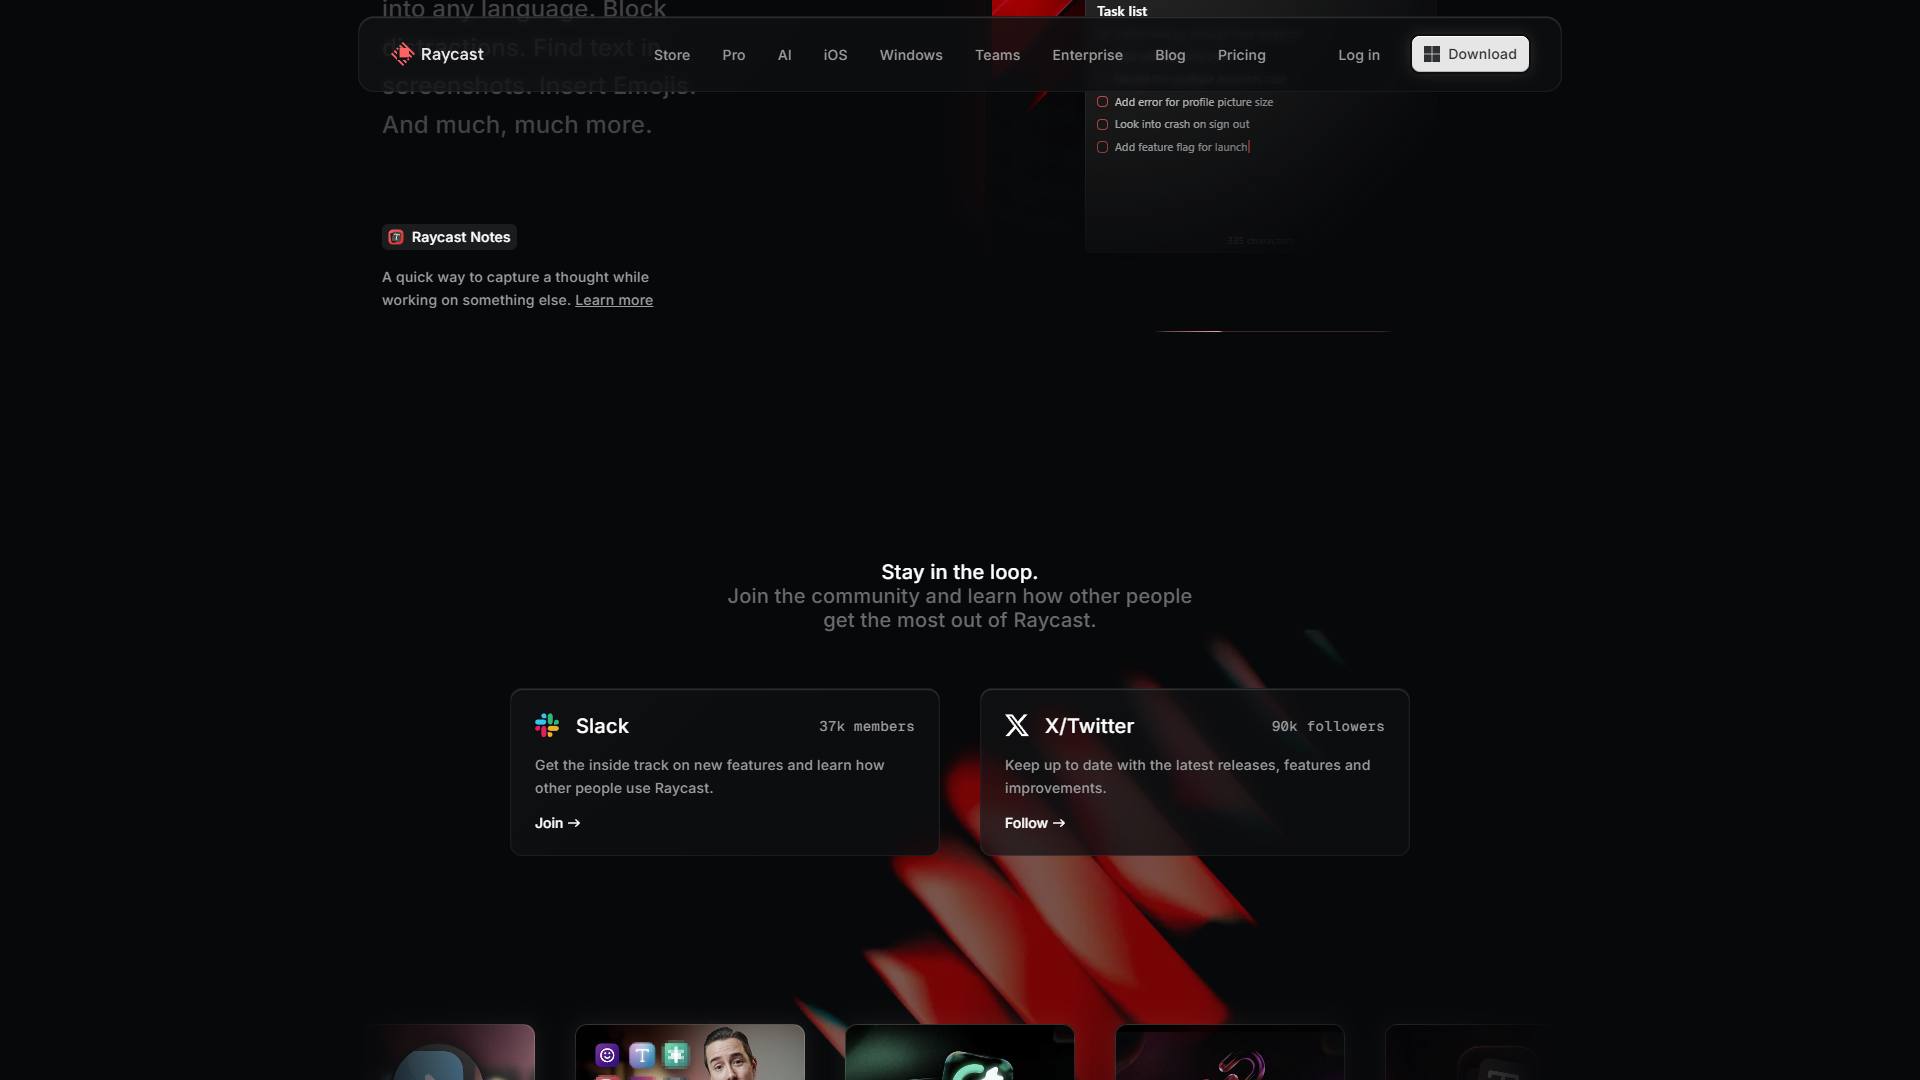 into any language. Block
distractions. Find text in
screenshots. Insert Emojis.
And much, much more.
Raycast
Store
Pro
AI
iOS
Windows
Teams
Enterprise
Blog
Pricing
Log in
Download
Task list
Add error for profile picture size
Look into crash on sign out
Add feature flag for launch
Raycast Notes
A quick way to capture a thought while
working on something else. Learn more
Stay in the loop.
Join the community and learn how other people
get the most out of Raycast.
Slack
37k members
Get the inside track on new features and learn how
other people use Raycast.
Join →
X/Twitter
90k followers
Keep up to date with the latest releases, features and
improvements.
Follow →
T